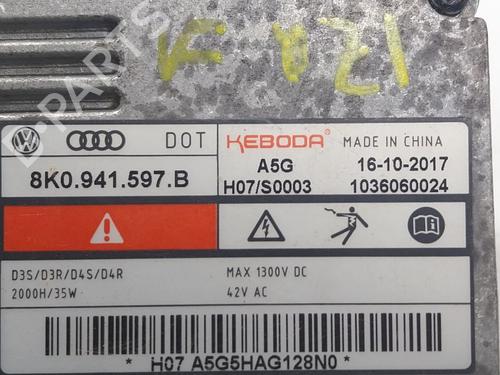 DOT KEBODA MADE IN CHINA
8K0.941.597.B A5G 16-10-2017
H07/S0003 1036060024
D3S/D3R/D4S/D4R MAX 1300V DC
2000H/35W 42V AC
* H07 A5G5HAG128N0 *
B-PARTS